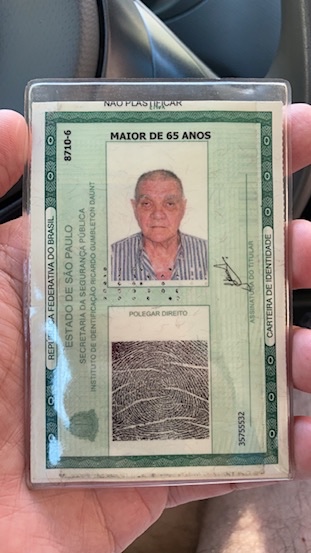 NÃO PLASTIFICAR
MAIOR DE 65 ANOS
8710-6
REPÚBLICA FEDERATIVA DO BRASIL
ESTADO DE SÃO PAULO
SECRETARIA DA SEGURANÇA PÚBLICA
INSTITUTO DE IDENTIFICAÇÃO RICARDO GUMBLETON DAUNT
POLEGAR DIREITO
ASSINATURA DO TITULAR
CARTEIRA DE IDENTIDADE
35755532